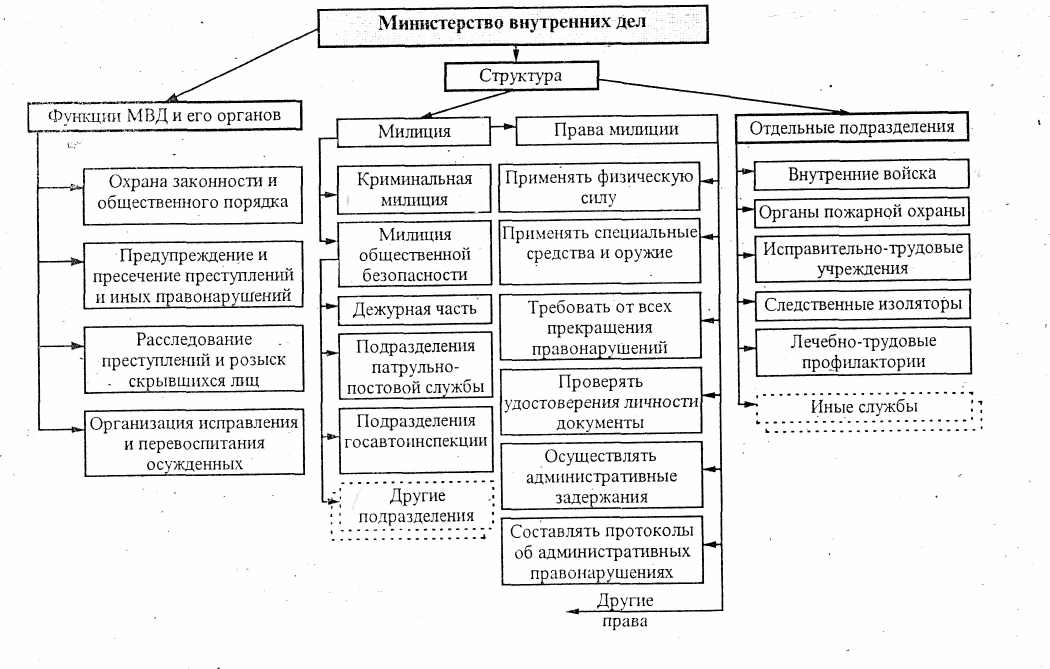 Министерство внутренних дел
Структура
Функции МВД и его органов
Охрана законности и
общественного порядка
Предупреждение и
пресечение преступлений
и иных правонарушений
Расследование
преступлений и розыск
скрывшихся лиц
Организация исправления
и перевоспитания
осужденных
Милиция
Криминальная
милиция
Милиция
общественной
безопасности
Дежурная часть
Подразделения
патрульно-
постовой службы
Подразделения
госавтоинспекции
Другие
подразделения
Права милиции
Применять физическую
силу
Применять специальные
средства и оружие
Требовать от всех
прекращения
правонарушений
Проверять
удостоверения личности
документы
Осуществлять
административные
задержания
Составлять протоколы
об административных
правонарушениях
Другие
права
Отдельные подразделения
Внутренние войска
Органы пожарной охраны
Исправительно-трудовые
учреждения
Следственные изоляторы
Лечебно-трудовые
профилактории
Иные службы